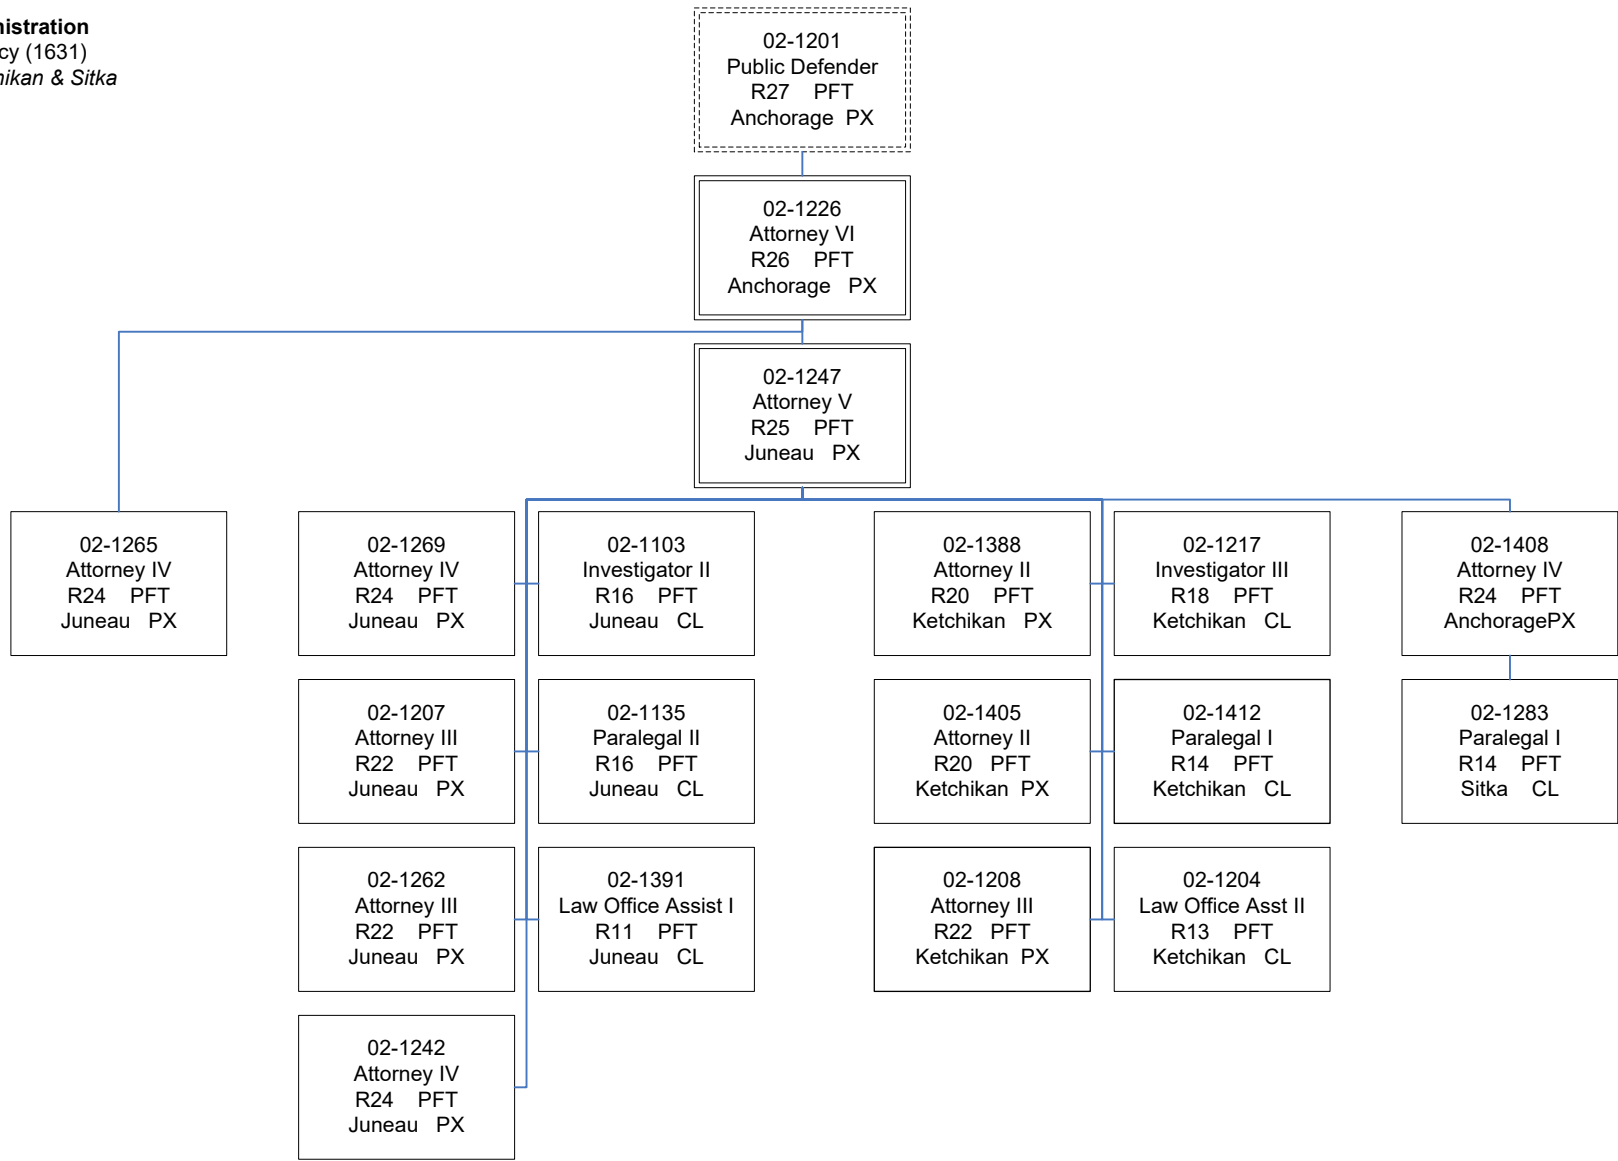 02-1201
Public Defender
R27 PFT
Anchorage PX
(1631)
& Sitka
02-1226
Attorney VI
R26 PFT
Anchorage PX
02-1247
Attorney V
R25 PFT
Juneau PX
02-1265
Attorney IV
R24 PFT
Juneau PX
02-1269
Attorney IV
R24 PFT
Juneau PX
02-1103
Investigator II
R16 PFT
Juneau CL
02-1388
Attorney II
R20 PFT
Ketchikan PX
02-1217
Investigator III
R18 PFT
Ketchikan CL
02-1408
Attorney IV
R24 PFT
AnchoragePX
02-1207
Attorney III
R22 PFT
Juneau PX
02-1135
Paralegal II
R16 PFT
Juneau CL
02-1405
Attorney II
R20 PFT
Ketchikan PX
02-1412
Paralegal I
R14 PFT
Ketchikan CL
02-1283
Paralegal I
R14 PFT
Sitka CL
02-1262
Attorney III
R22 PFT
Juneau PX
02-1391
Law Office Assist I
R11 PFT
Juneau CL
02-1208
Attorney III
R22 PFT
Ketchikan PX
02-1204
Law Office Asst II
R13 PFT
Ketchikan CL
02-1242
Attorney IV
R24 PFT
Juneau PX